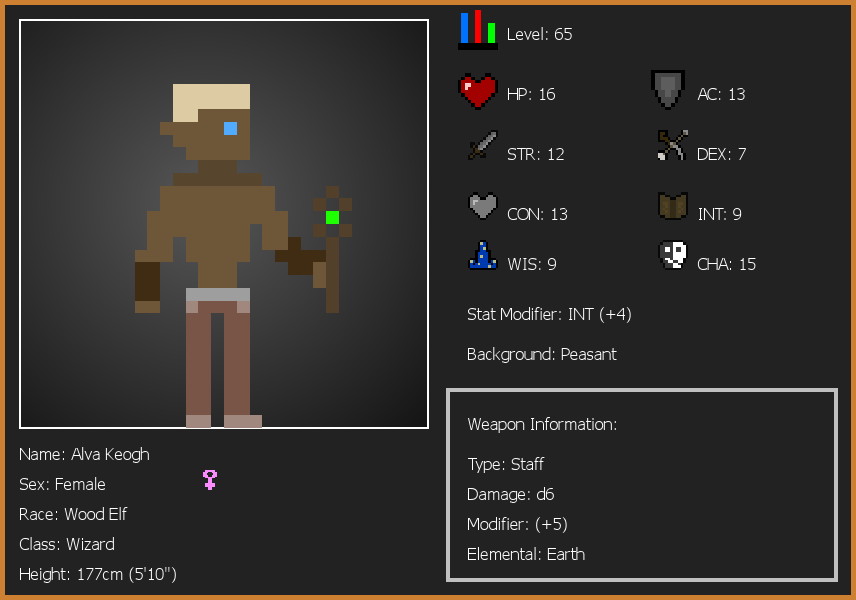 Level: 65
HP: 16
AC: 13
STR: 12
DEX: 7
CON: 13
INT: 9
WIS: 9
CHA: 15
Stat Modifier: INT (+4)
Background: Peasant
Weapon Information:
Type: Staff
Damage: d6
Modifier: (+5)
Elemental: Earth
Name: Alva Keogh
Sex: Female
Race: Wood Elf
Class: Wizard
Height: 177cm (5'10")